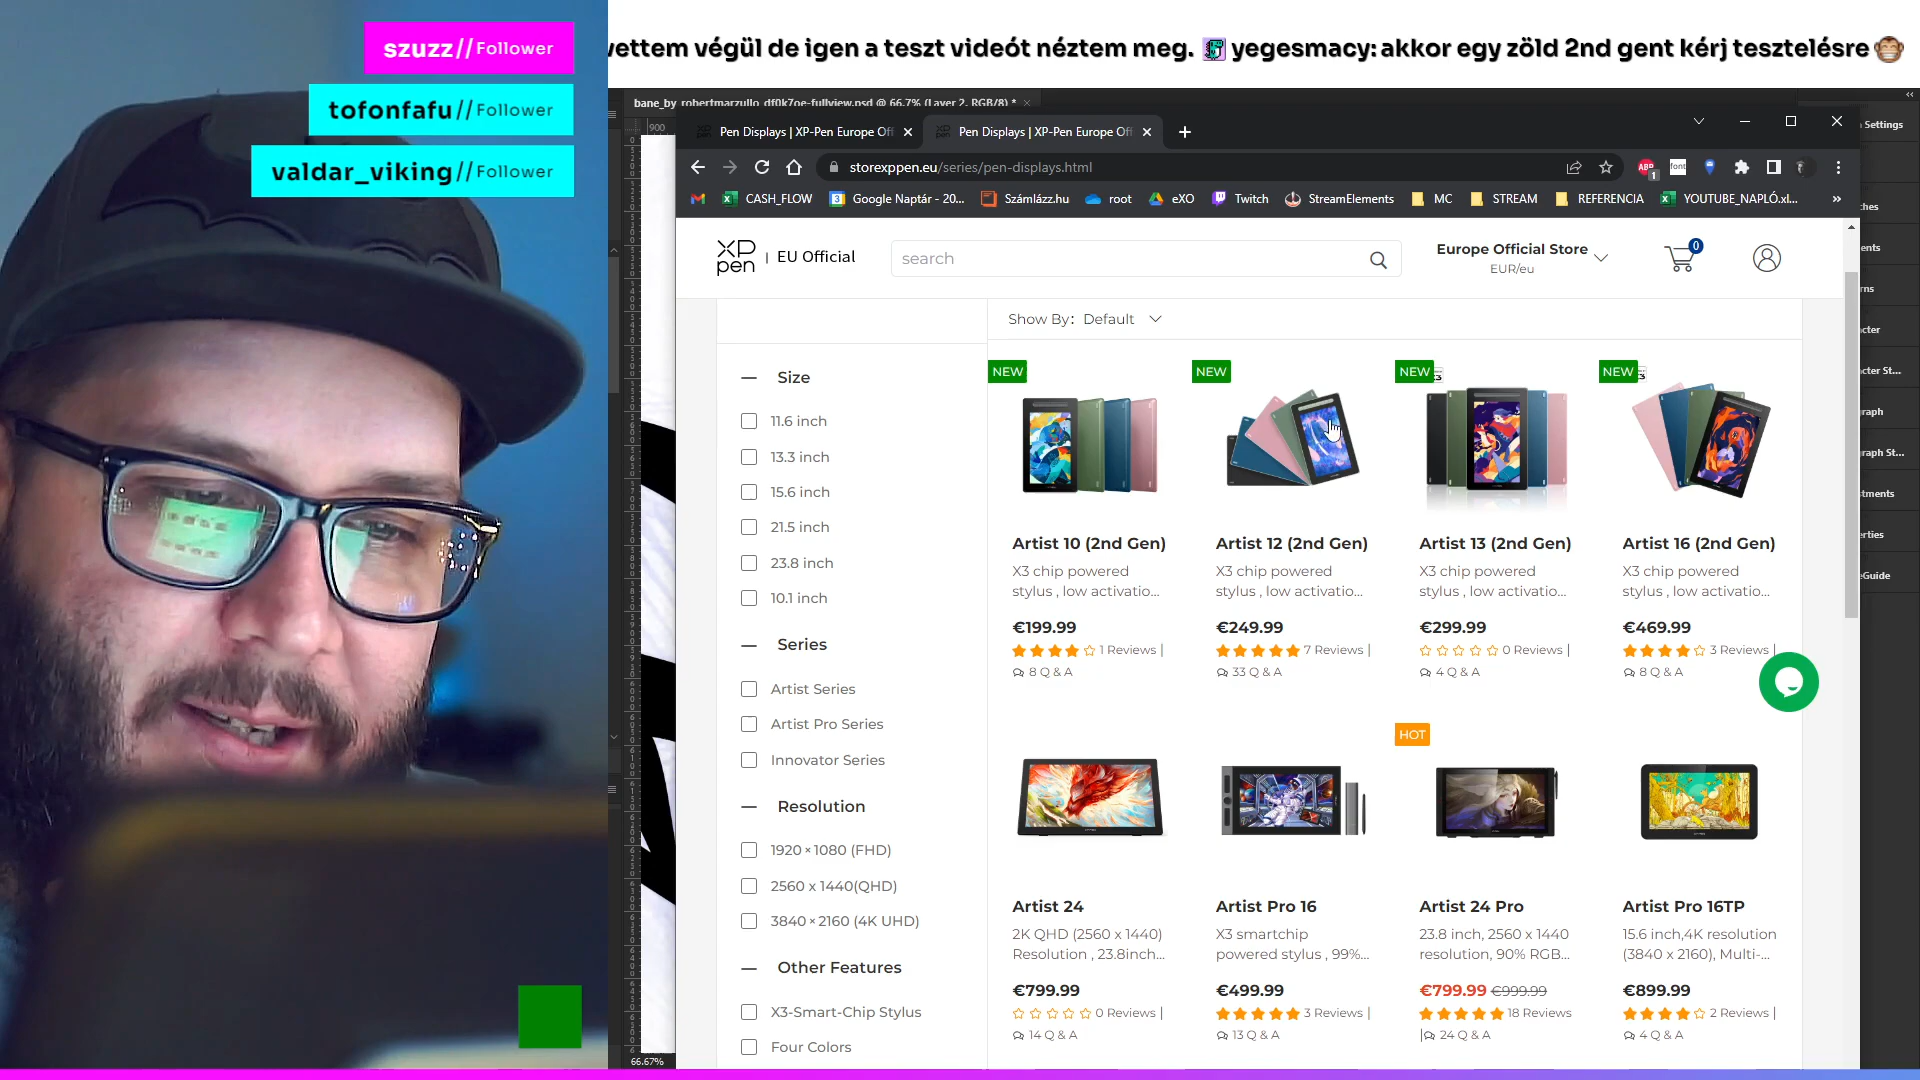 szuzz//Follower
tofonfafu//Follower
valdar_viking//Follower
vettem végül de igen a teszt videót néztem meg. yegesmacy: akkor egy zöld 2nd gent kérj tesztelésre
bane_by_robertmarzullo_df0k7oe-fullview.psd @ 66.7% (Layer 2, RGB/8) *
900
Pen Displays | XP-Pen Europe Off
Pen Displays | XP-Pen Europe Off
storexppen.eu/series/pen-displays.html
CASH_FLOW
Google Naptár - 20...
Számlázz.hu
root
eXO
Twitch
StreamElements
MC
STREAM
REFERENCIA
YOUTUBE_NAPLÓ.xl...
XP pen | EU Official
search
Europe Official Store
EUR/eu
0
Show By: Default
Size
11.6 inch
13.3 inch
15.6 inch
21.5 inch
23.8 inch
10.1 inch
Series
Artist Series
Artist Pro Series
Innovator Series
Resolution
1920×1080 (FHD)
2560 x 1440(QHD)
3840×2160 (4K UHD)
Other Features
X3-Smart-Chip Stylus
Four Colors
NEW
Artist 10 (2nd Gen)
X3 chip powered
stylus , low activatio...
€199.99
1 Reviews |
8 Q & A
NEW
Artist 12 (2nd Gen)
X3 chip powered
stylus , low activatio...
€249.99
7 Reviews |
33 Q & A
NEW
Artist 13 (2nd Gen)
X3 chip powered
stylus , low activatio...
€299.99
0 Reviews |
4 Q & A
NEW
Artist 16 (2nd Gen)
X3 chip powered
stylus , low activatio...
€469.99
3 Reviews |
8 Q & A
Artist 24
2K QHD (2560 x 1440)
Resolution , 23.8inch...
€799.99
0 Reviews |
14 Q & A
Artist Pro 16
X3 smartchip
powered stylus , 99%...
€499.99
3 Reviews |
13 Q & A
HOT
Artist 24 Pro
23.8 inch, 2560 x 1440
resolution, 90% RGB...
€799.99 €999.99
18 Reviews
| 24 Q & A
Artist Pro 16TP
15.6 inch,4K resolution
(3840 x 2160), Multi-...
€899.99
2 Reviews |
4 Q & A
Settings
66.67%